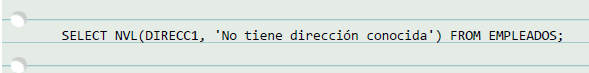 SELECT NVL(DIRECC1, 'No tiene dirección conocida') FROM EMPLEADOS;